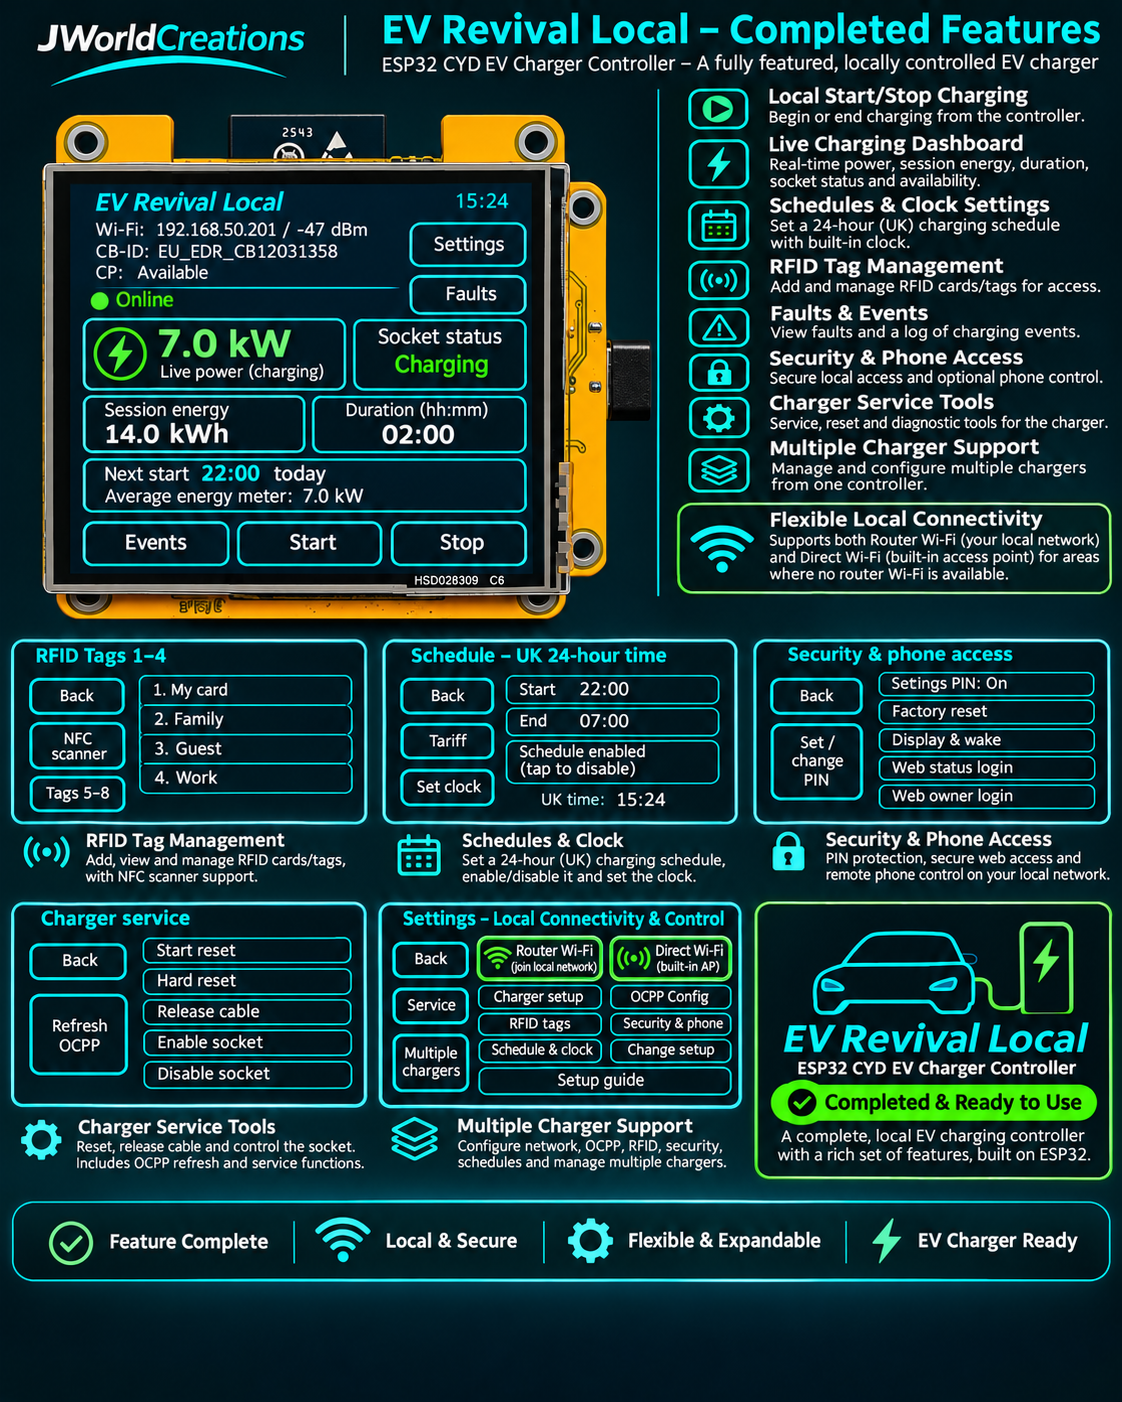 JWorldCreations
EV Revival Local – Completed Features
ESP32 CYD EV Charger Controller – A fully featured, locally controlled EV charger
2543
EV Revival Local
15:24
Wi-Fi: 192.168.50.201 / -47 dBm
CB-ID: EU_EDR_CB12031358
CP: Available
Settings
Online
Faults
7.0 kW
Live power (charging)
Socket status
Charging
Session energy
14.0 kWh
Duration (hh:mm)
02:00
Next start 22:00 today
Average energy meter: 7.0 kW
Events
Start
Stop
HSD028309 C6
Local Start/Stop Charging
Begin or end charging from the controller.
Live Charging Dashboard
Real-time power, session energy, duration,
socket status and availability.
Schedules & Clock Settings
Set a 24-hour (UK) charging schedule
with built-in clock.
RFID Tag Management
Add and manage RFID cards/tags for access.
Faults & Events
View faults and a log of charging events.
Security & Phone Access
Secure local access and optional phone control.
Charger Service Tools
Service, reset and diagnostic tools for the charger.
Multiple Charger Support
Manage and configure multiple chargers
from one controller.
Flexible Local Connectivity
Supports both Router Wi-Fi (your local network)
and Direct Wi-Fi (built-in access point) for areas
where no router Wi-Fi is available.
RFID Tags 1–4
Back
NFC
scanner
Tags 5–8
1. My card
2. Family
3. Guest
4. Work
RFID Tag Management
Add, view and manage RFID cards/tags,
with NFC scanner support.
Schedule – UK 24-hour time
Back
Tariff
Set clock
Start 22:00
End 07:00
Schedule enabled
(tap to disable)
UK time: 15:24
Schedules & Clock
Set a 24-hour (UK) charging schedule,
enable/disable it and set the clock.
Security & phone access
Back
Set /
change
PIN
Setings PIN: On
Factory reset
Display & wake
Web status login
Web owner login
Security & Phone Access
PIN protection, secure web access and
remote phone control on your local network.
Charger service
Back
Refresh
OCPP
Start reset
Hard reset
Release cable
Enable socket
Disable socket
Charger Service Tools
Reset, release cable and control the socket.
Includes OCPP refresh and service functions.
Settings – Local Connectivity & Control
Back
Service
Multiple
chargers
Router Wi-Fi
(join local network)
Direct Wi-Fi
(built-in AP)
Charger setup
OCPP Config
RFID tags
Security & phone
Schedule & clock
Change setup
Setup guide
Multiple Charger Support
Configure network, OCPP, RFID, security,
schedules and manage multiple chargers.
EV Revival Local
ESP32 CYD EV Charger Controller
Completed & Ready to Use
A complete, local EV charging controller
with a rich set of features, built on ESP32.
Feature Complete
Local & Secure
Flexible & Expandable
EV Charger Ready